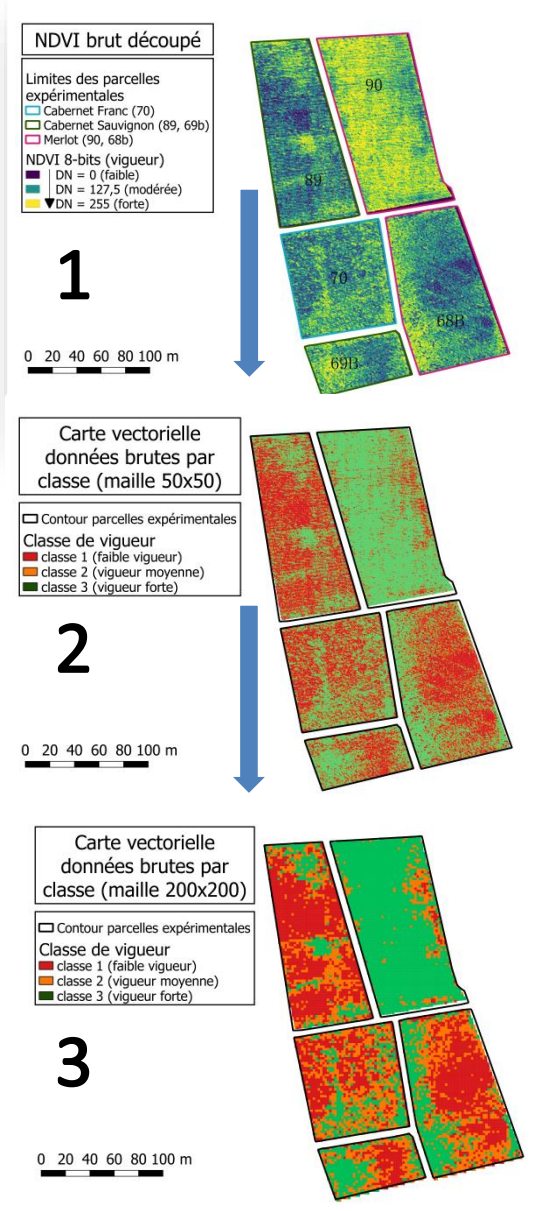 NDVI brut découpé
Limites des parcelles
expérimentales
Cabernet Franc (70)
Cabernet Sauvignon (89, 69b)
Merlot (90, 68b)
NDVI 8-bits (vigueur)
DN = 0 (faible)
DN = 127,5 (modérée)
DN = 255 (forte)
1
0 20 40 60 80 100 m
90
89
70
68B
69B
Carte vectorielle
données brutes par
classe (maille 50x50)
Contour parcelles expérimentales
Classe de vigueur
classe 1 (faible vigueur)
classe 2 (vigueur moyenne)
classe 3 (vigueur forte)
2
0 20 40 60 80 100 m
Carte vectorielle
données brutes par
classe (maille 200x200)
Contour parcelles expérimentales
Classe de vigueur
classe 1 (faible vigueur)
classe 2 (vigueur moyenne)
classe 3 (vigueur forte)
3
0 20 40 60 80 100 m